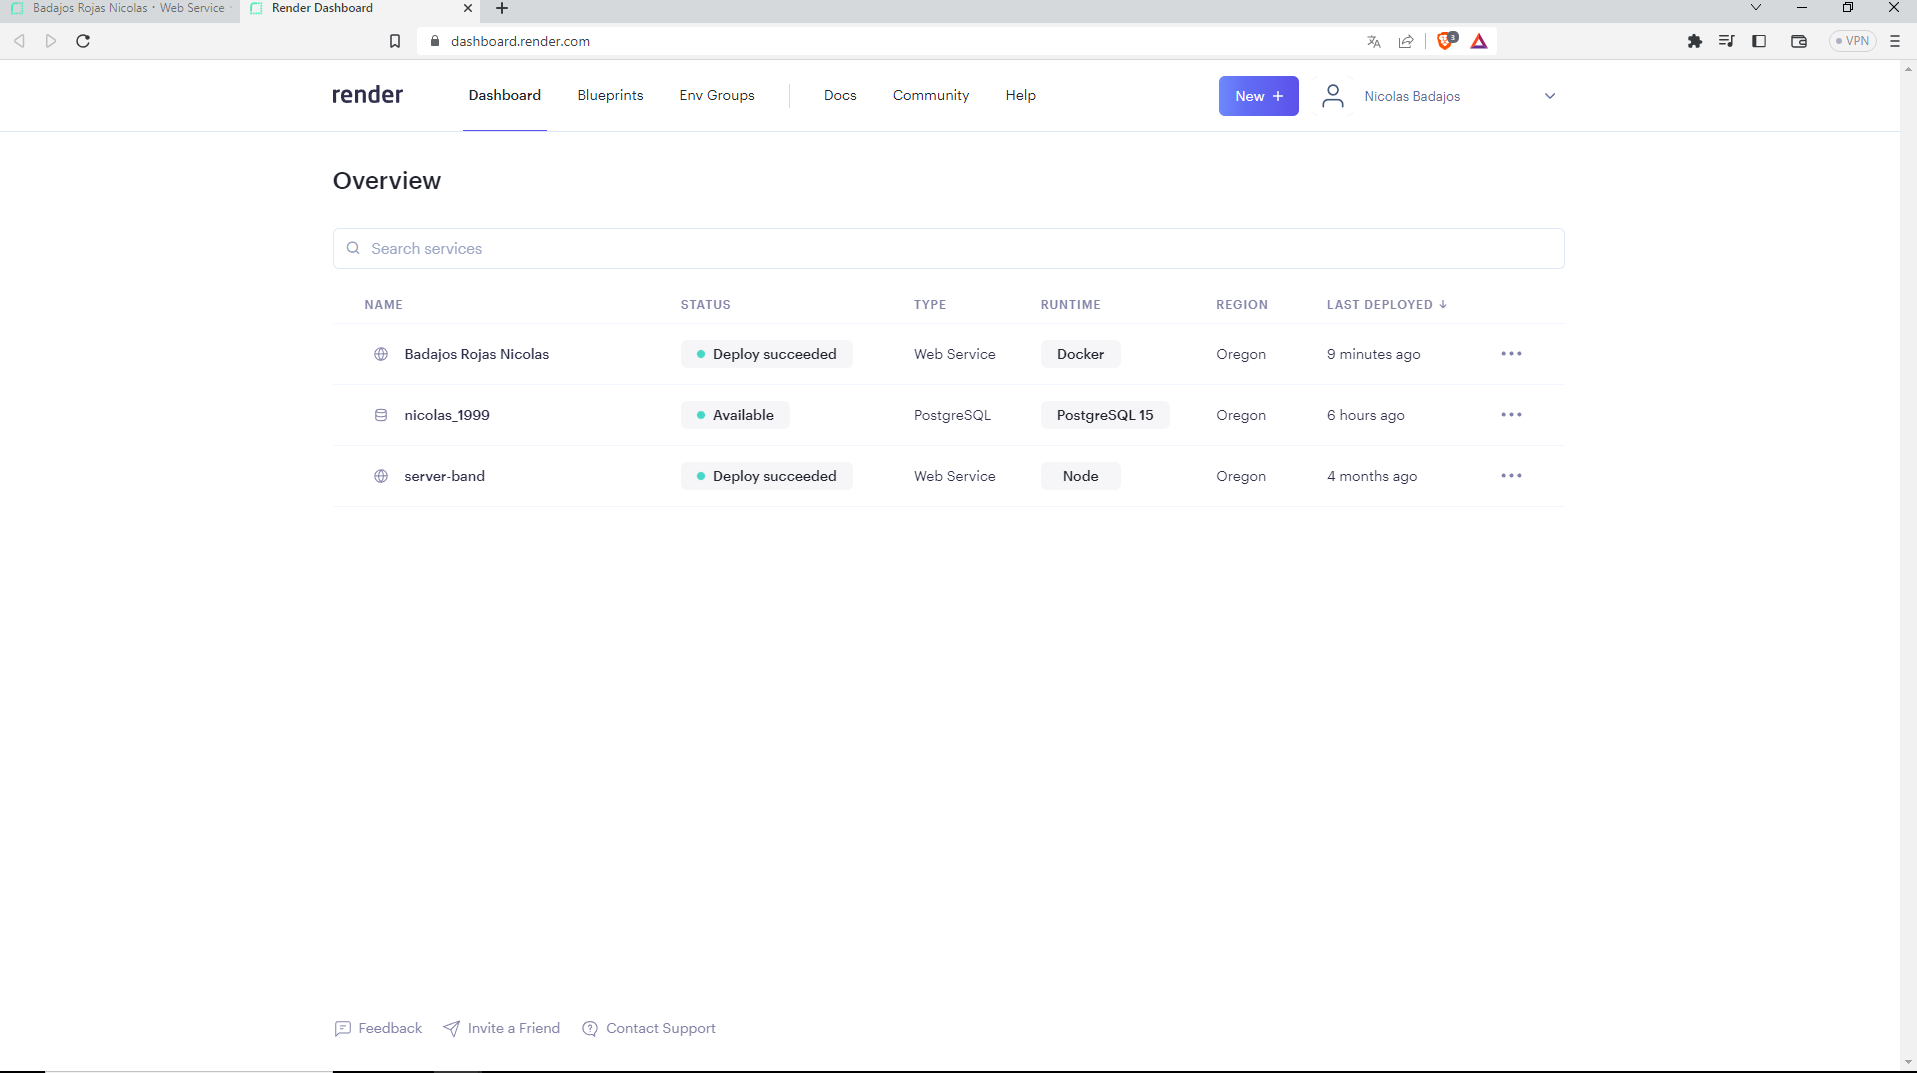 Badajos Rojas Nicolas · Web Service ·
Render Dashboard
dashboard.render.com
3
VPN
render
Dashboard
Blueprints
Env Groups
Docs
Community
Help
New +
Nicolas Badajos
Overview
Search services
NAME STATUS TYPE RUNTIME REGION LAST DEPLOYED ↓
Badajos Rojas Nicolas Deploy succeeded Web Service Docker Oregon 9 minutes ago
nicolas_1999 Available PostgreSQL PostgreSQL 15 Oregon 6 hours ago
server-band Deploy succeeded Web Service Node Oregon 4 months ago
Feedback Invite a Friend Contact Support